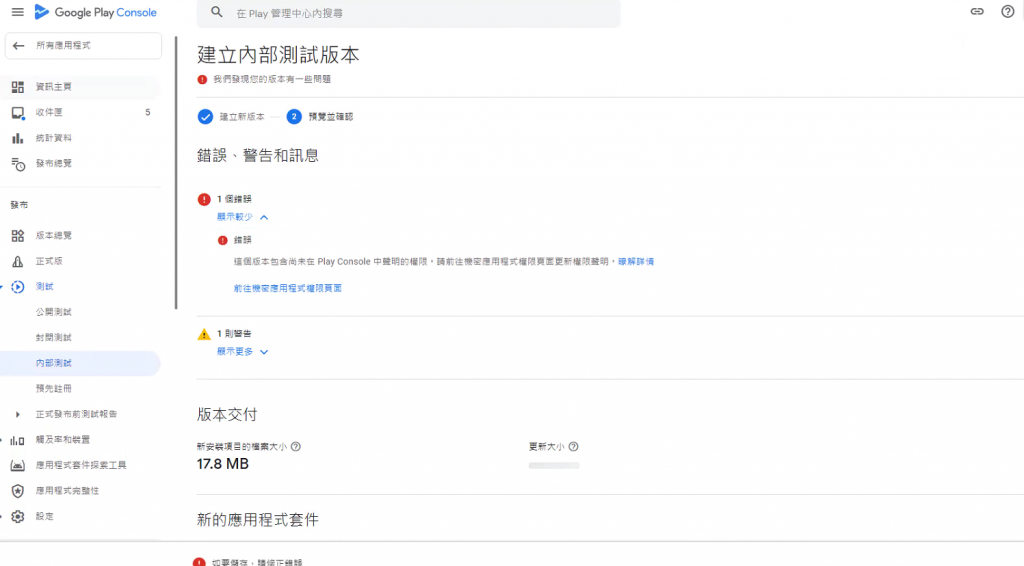 Google Play Console
在 Play 管理中心內搜尋
所有應用程式
資訊主頁
收件匣 5
統計資料
發布總覽
發布
版本總覽
正式版
測試
公開測試
封閉測試
內部測試
預先註冊
正式發布前測試報告
觸及率和裝置
應用程式套件探索工具
應用程式完整性
設定
建立內部測試版本
我們發現您的版本有一些問題
建立新版本
2 預覽並確認
錯誤、警告和訊息
1 個錯誤
顯示較少
錯誤
這個版本包含尚未在 Play Console 中聲明的權限，請前往機密應用程式權限頁面更新權限聲明。瞭解詳情
前往機密應用程式權限頁面
1 則警告
顯示更多
版本交付
新安裝項目的檔案大小
17.8 MB
更新大小
新的應用程式套件
如要儲存，請修正錯誤